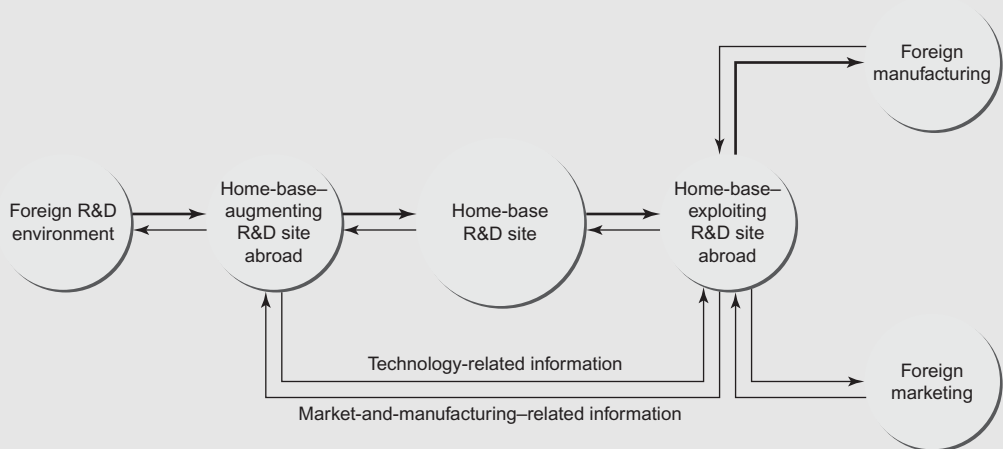 Foreign
manufacturing
Foreign R&D
environment
Home-base–
augmenting
R&D site
abroad
Home-base
R&D site
Home-base–
exploiting
R&D site
abroad
Technology-related information
Market-and-manufacturing–related information
Foreign
marketing